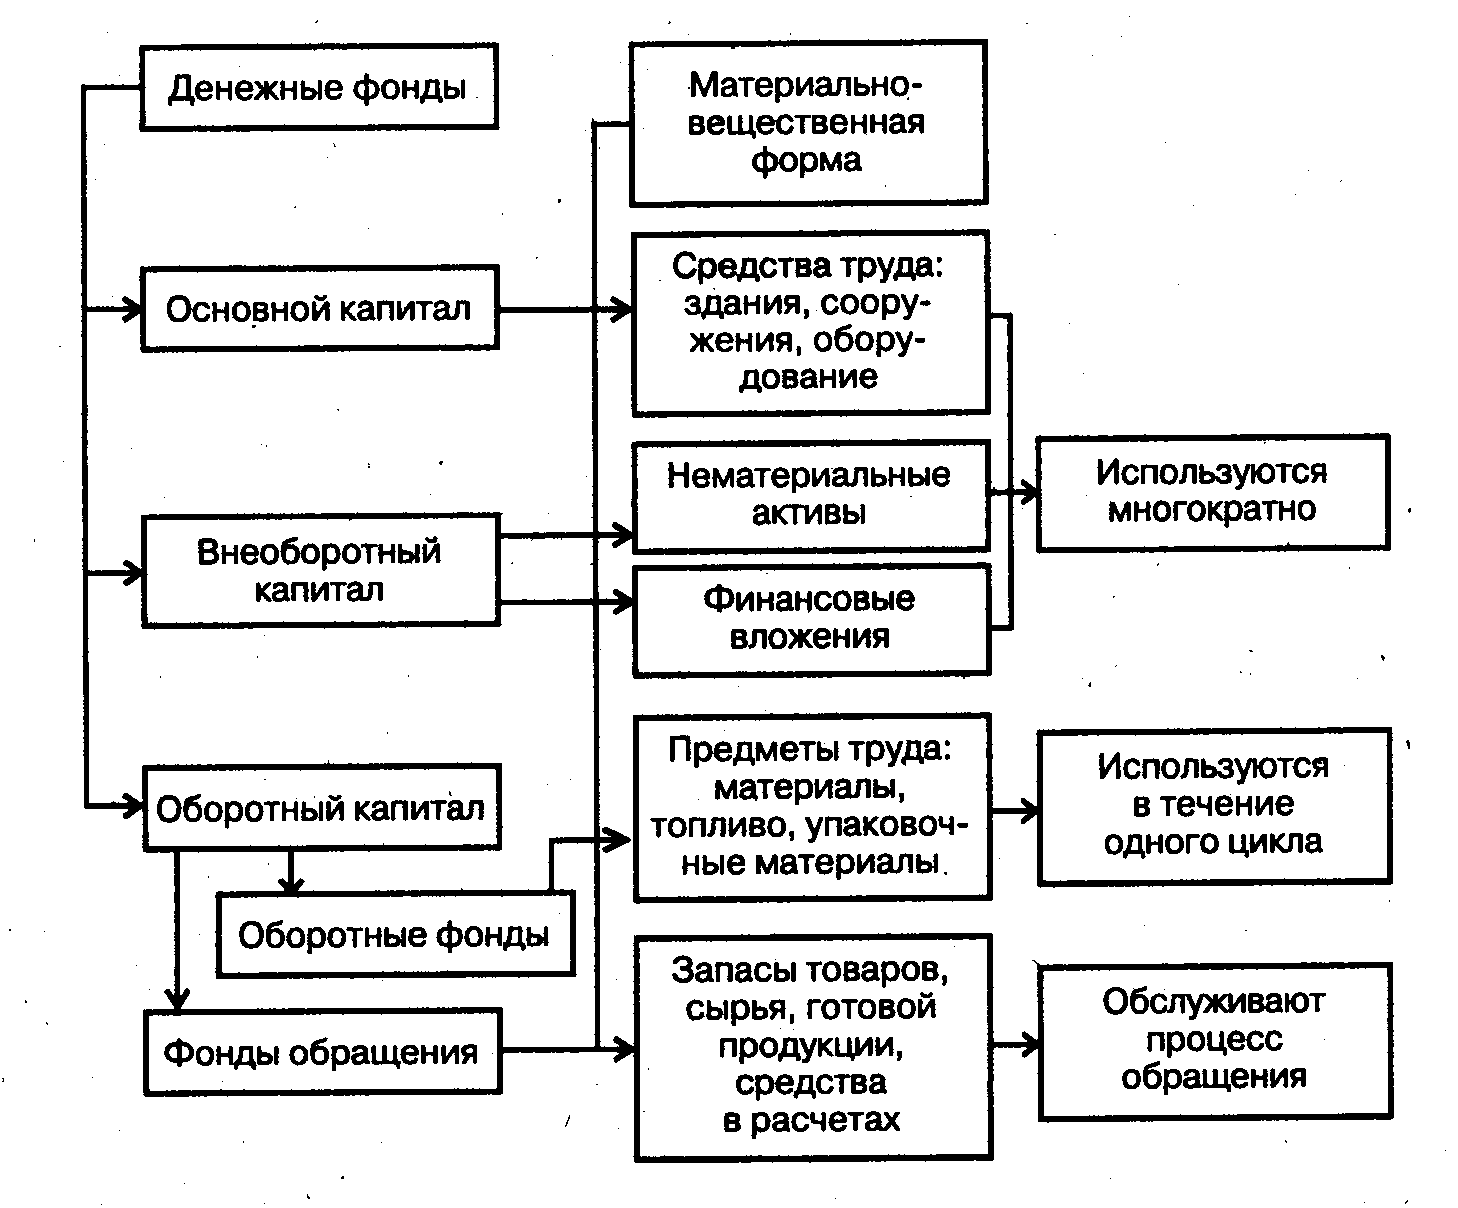 Денежные фонды
Материально-
вещественная
форма
Основной капитал
Средства труда:
здания, соору-
жения, обору-
дование
Внеоборотный
капитал
Нематериальные
активы
Финансовые
вложения
Используются
многократно
Оборотный капитал
Предметы труда:
материалы,
топливо, упаковоч-
ные материалы.
Используются
в течение
одного цикла
Оборотные фонды
Фонды обращения
Запасы товаров,
сырья, готовой
продукции,
средства
в расчетах
Обслуживают
процесс
обращения